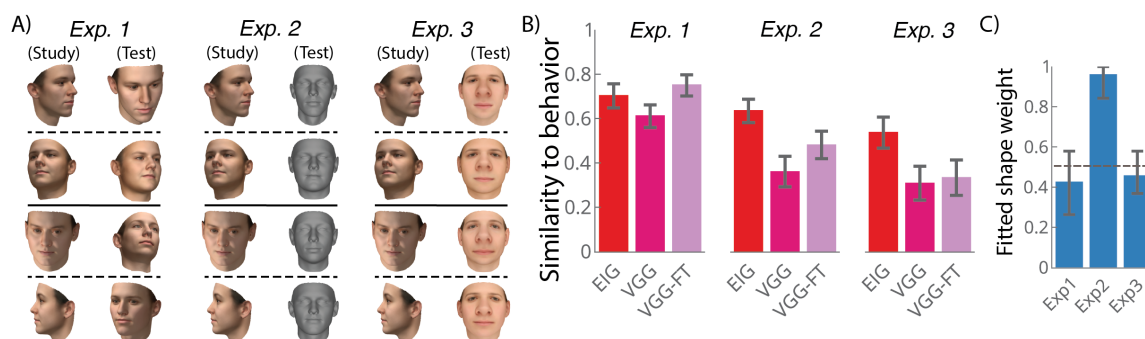 A)
Exp. 1
Exp. 2
Exp. 3
(Study)
(Test)
(Study)
(Test)
(Study)
(Test)
B)
Exp. 1
Exp. 2
Exp. 3
Similarity to behavior
1
0.8
0.6
0.4
0.2
0
EIG
VGG
VGG-FT
EIG
VGG
VGG-FT
EIG
VGG
VGG-FT
C)
Fitted shape weight
1
0.8
0.6
0.4
0.2
0
Exp1
Exp2
Exp3